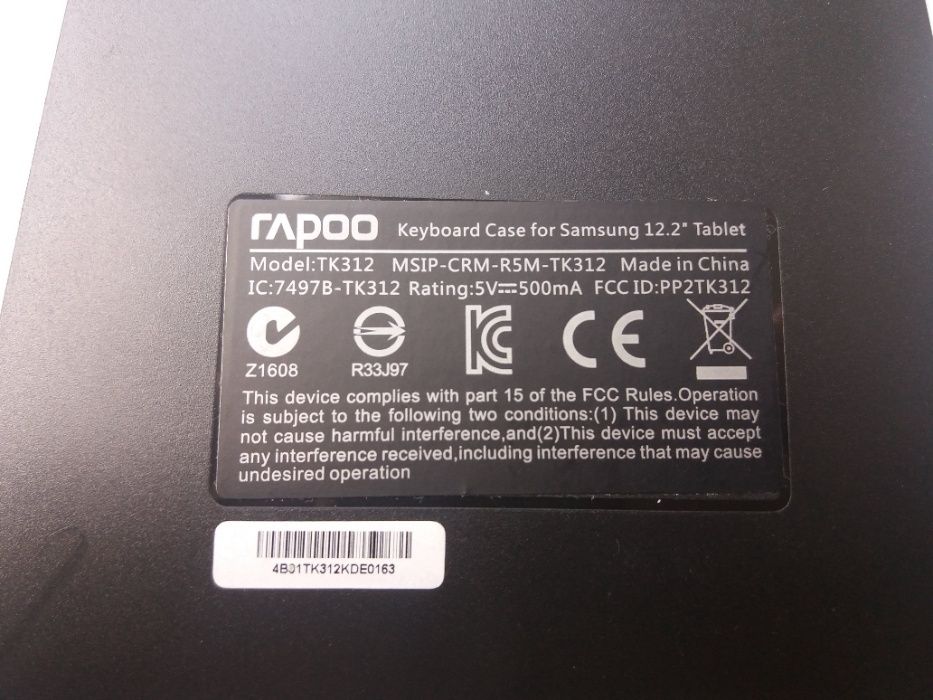 rapoo Keyboard Case for Samsung 12.2" Tablet
Model:TK312 MSIP-CRM-R5M-TK312 Made in China
IC:7497B-TK312 Rating:5V⎓500mA FCC ID:PP2TK312
Z1608 R33J97 CE
This device complies with part 15 of the FCC Rules.Operation
is subject to the following two conditions:(1) This device may
not cause harmful interference,and(2)This device must accept
any interference received,including interference that may cause
undesired operation
4B01TK312KDE0163